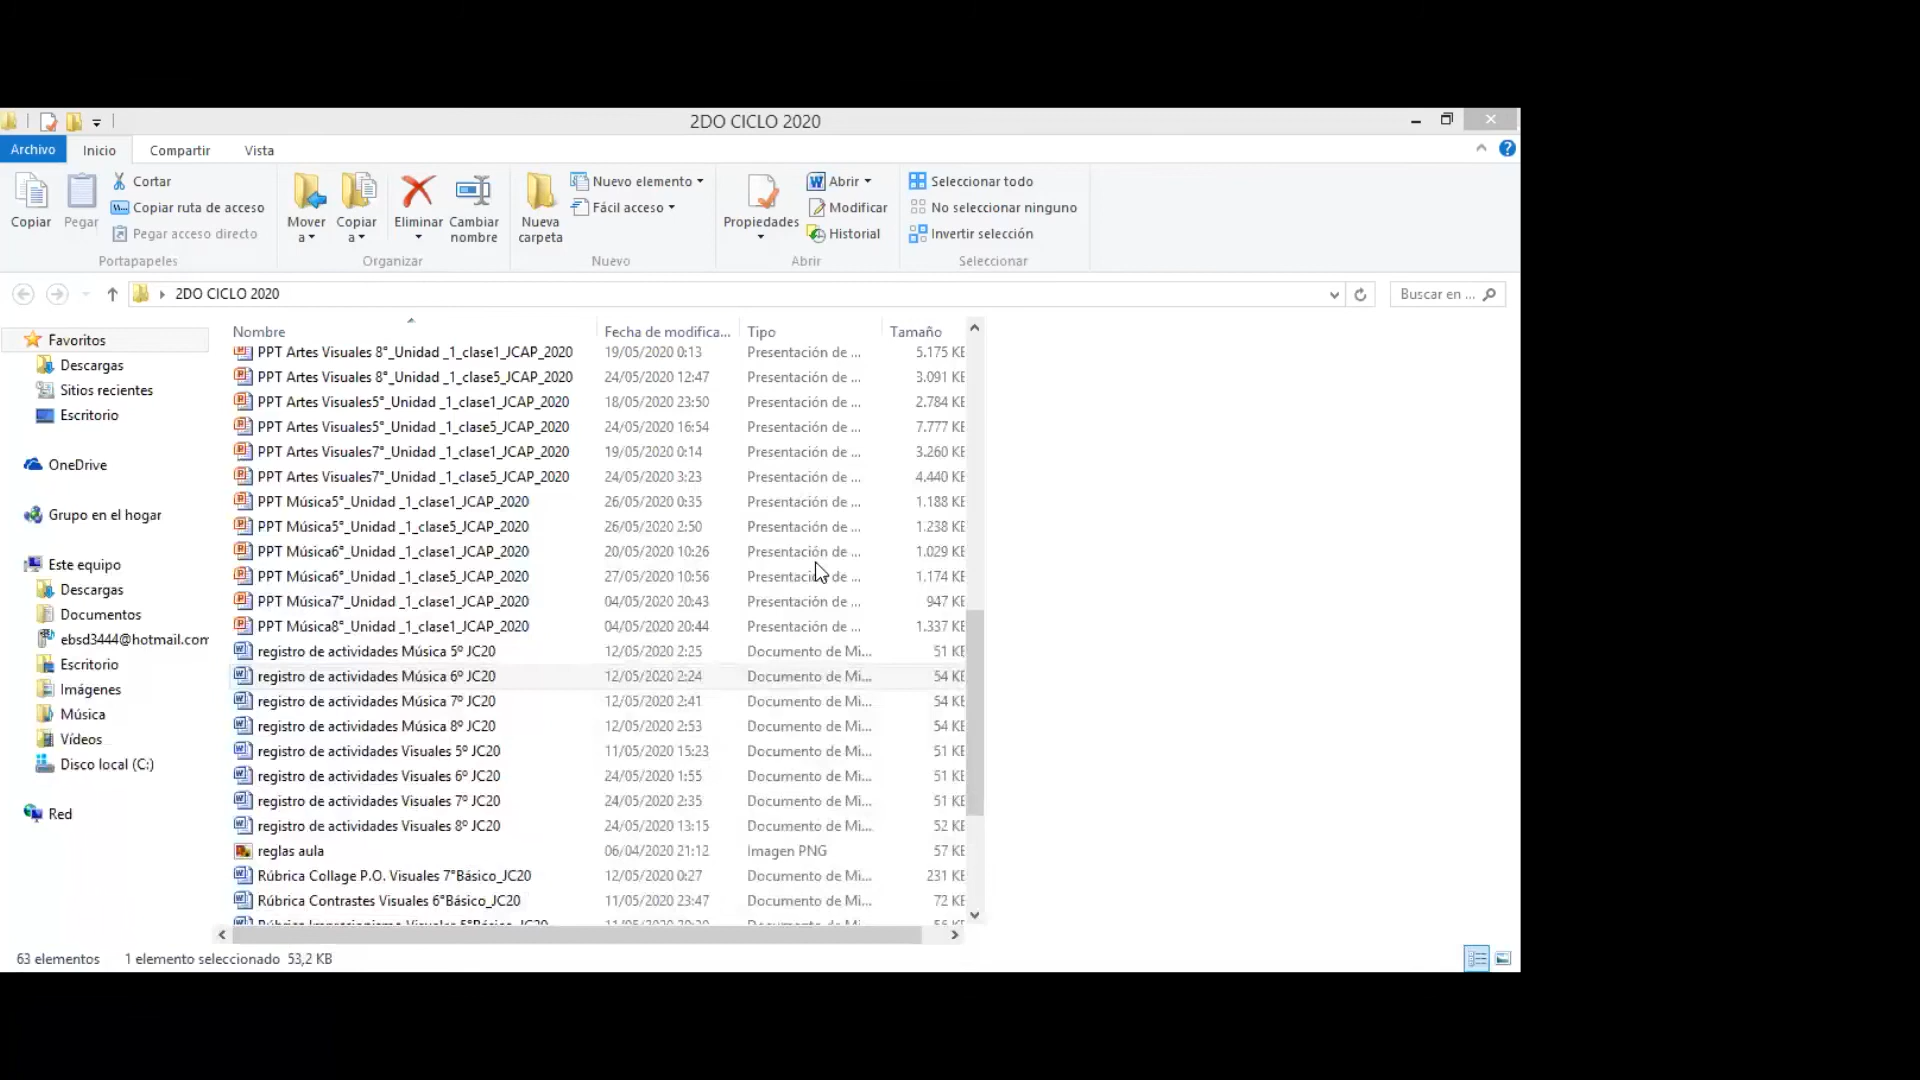 2DO CICLO 2020
Archivo Inicio Compartir Vista
Copiar
Pegar
Cortar
Copiar ruta de acceso
Pegar acceso directo
Portapapeles
Mover a
Copiar a
Eliminar
Cambiar nombre
Organizar
Nueva carpeta
Nuevo elemento
Fácil acceso
Nuevo
Propiedades
Abrir
Modificar
Historial
Abrir
Seleccionar todo
No seleccionar ninguno
Invertir selección
Seleccionar
2DO CICLO 2020
Buscar en ...
Favoritos
Descargas
Sitios recientes
Escritorio
OneDrive
Grupo en el hogar
Este equipo
Descargas
Documentos
ebsd3444@hotmail.com
Escritorio
Imágenes
Música
Vídeos
Disco local (C:)
Red
Nombre Fecha de modifica... Tipo Tamaño
PPT Artes Visuales 8°_Unidad _1_clase1_JCAP_2020 19/05/2020 0:13 Presentación de ... 5.175 KB
PPT Artes Visuales 8°_Unidad _1_clase5_JCAP_2020 24/05/2020 12:47 Presentación de ... 3.091 KB
PPT Artes Visuales5°_Unidad _1_clase1_JCAP_2020 18/05/2020 23:50 Presentación de ... 2.784 KB
PPT Artes Visuales5°_Unidad _1_clase5_JCAP_2020 24/05/2020 16:54 Presentación de ... 7.777 KB
PPT Artes Visuales7°_Unidad _1_clase1_JCAP_2020 19/05/2020 0:14 Presentación de ... 3.260 KB
PPT Artes Visuales7°_Unidad _1_clase5_JCAP_2020 24/05/2020 3:23 Presentación de ... 4.440 KB
PPT Música5°_Unidad _1_clase1_JCAP_2020 26/05/2020 0:35 Presentación de ... 1.188 KB
PPT Música5°_Unidad _1_clase5_JCAP_2020 26/05/2020 2:50 Presentación de ... 1.238 KB
PPT Música6°_Unidad _1_clase1_JCAP_2020 20/05/2020 10:26 Presentación de ... 1.029 KB
PPT Música6°_Unidad _1_clase5_JCAP_2020 27/05/2020 10:56 Presentación de ... 1.174 KB
PPT Música7°_Unidad _1_clase1_JCAP_2020 04/05/2020 20:43 Presentación de ... 947 KB
PPT Música8°_Unidad _1_clase1_JCAP_2020 04/05/2020 20:44 Presentación de ... 1.337 KB
registro de actividades Música 5º JC20 12/05/2020 2:25 Documento de Mi... 51 KB
registro de actividades Música 6º JC20 12/05/2020 2:24 Documento de Mi... 54 KB
registro de actividades Música 7º JC20 12/05/2020 2:41 Documento de Mi... 54 KB
registro de actividades Música 8º JC20 12/05/2020 2:53 Documento de Mi... 54 KB
registro de actividades Visuales 5º JC20 11/05/2020 15:23 Documento de Mi... 51 KB
registro de actividades Visuales 6º JC20 24/05/2020 1:55 Documento de Mi... 51 KB
registro de actividades Visuales 7º JC20 24/05/2020 2:35 Documento de Mi... 51 KB
registro de actividades Visuales 8º JC20 24/05/2020 13:15 Documento de Mi... 52 KB
reglas aula 06/04/2020 21:12 Imagen PNG 57 KB
Rúbrica Collage P.O. Visuales 7°Básico_JC20 12/05/2020 0:27 Documento de Mi... 231 KB
Rúbrica Contrastes Visuales 6°Básico_JC20 11/05/2020 23:47 Documento de Mi... 72 KB
63 elementos 1 elemento seleccionado 53,2 KB